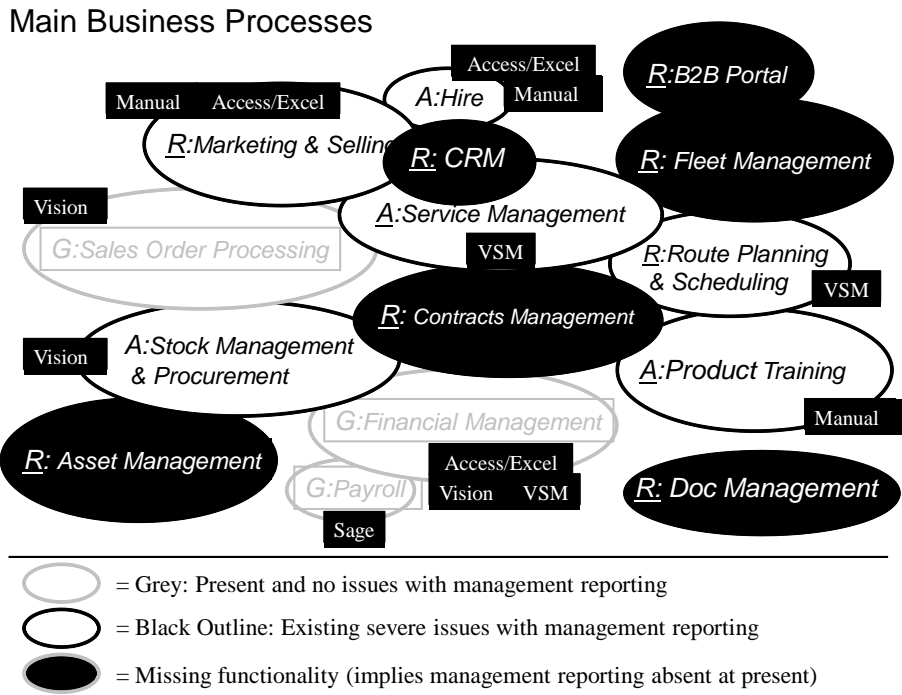 Main Business Processes
Access/Excel
A:Hire
Manual
R:B2B Portal
Manual Access/Excel
R:Marketing & Selling
R: CRM
R: Fleet Management
Vision
A:Service Management
G:Sales Order Processing
VSM
R:Route Planning
& Scheduling
VSM
R: Contracts Management
Vision
A:Stock Management
& Procurement
A:Product Training
Manual
G:Financial Management
R: Asset Management
Access/Excel
Vision VSM
G:Payroll
Sage
R: Doc Management
= Grey: Present and no issues with management reporting
= Black Outline: Existing severe issues with management reporting
= Missing functionality (implies management reporting absent at present)